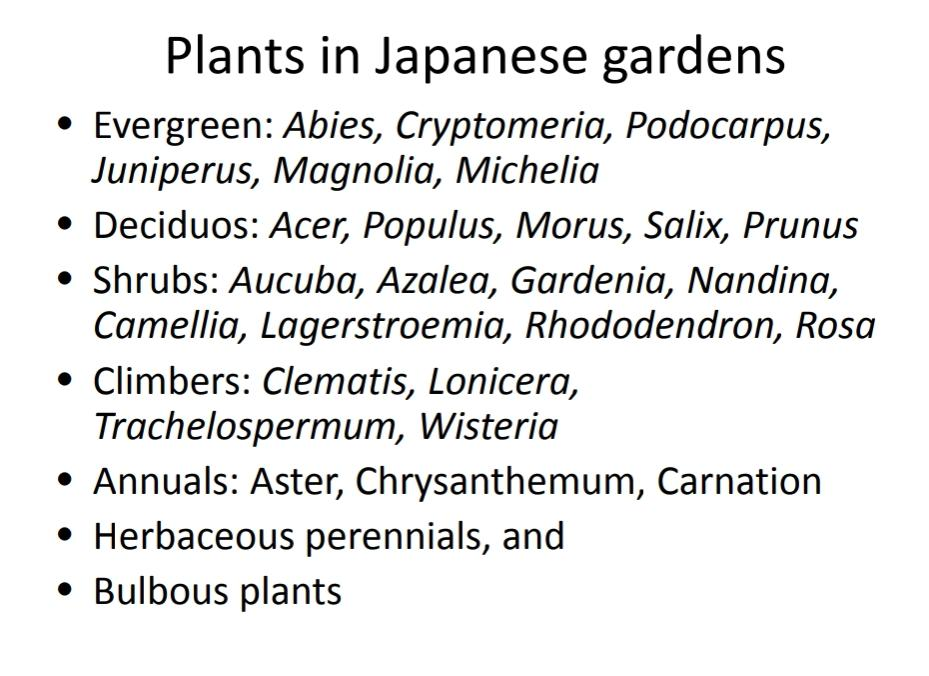 Plants in Japanese gardens
• Evergreen: Abies, Cryptomeria, Podocarpus,
Juniperus, Magnolia, Michelia
• Deciduos: Acer, Populus, Morus, Salix, Prunus
• Shrubs: Aucuba, Azalea, Gardenia, Nandina,
Camellia, Lagerstroemia, Rhododendron, Rosa
• Climbers: Clematis, Lonicera,
Trachelospermum, Wisteria
• Annuals: Aster, Chrysanthemum, Carnation
• Herbaceous perennials, and
• Bulbous plants